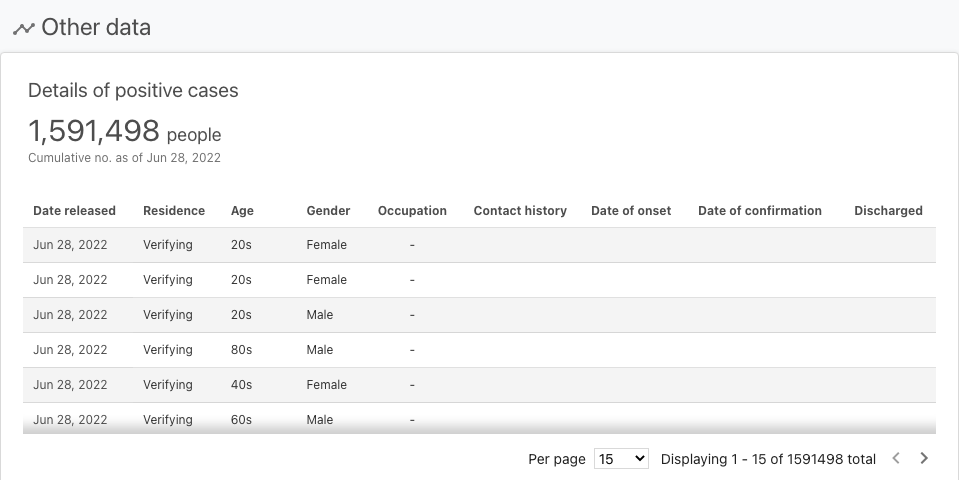 Other data
Details of positive cases
1,591,498 people
Cumulative no. as of Jun 28, 2022
Date released Residence Age Gender Occupation Contact history Date of onset Date of confirmation Discharged
Jun 28, 2022 Verifying 20s Female -
Jun 28, 2022 Verifying 20s Female -
Jun 28, 2022 Verifying 20s Male -
Jun 28, 2022 Verifying 80s Male -
Jun 28, 2022 Verifying 40s Female -
Jun 28, 2022 Verifying 60s Male -
Per page 15 Displaying 1 - 15 of 1591498 total